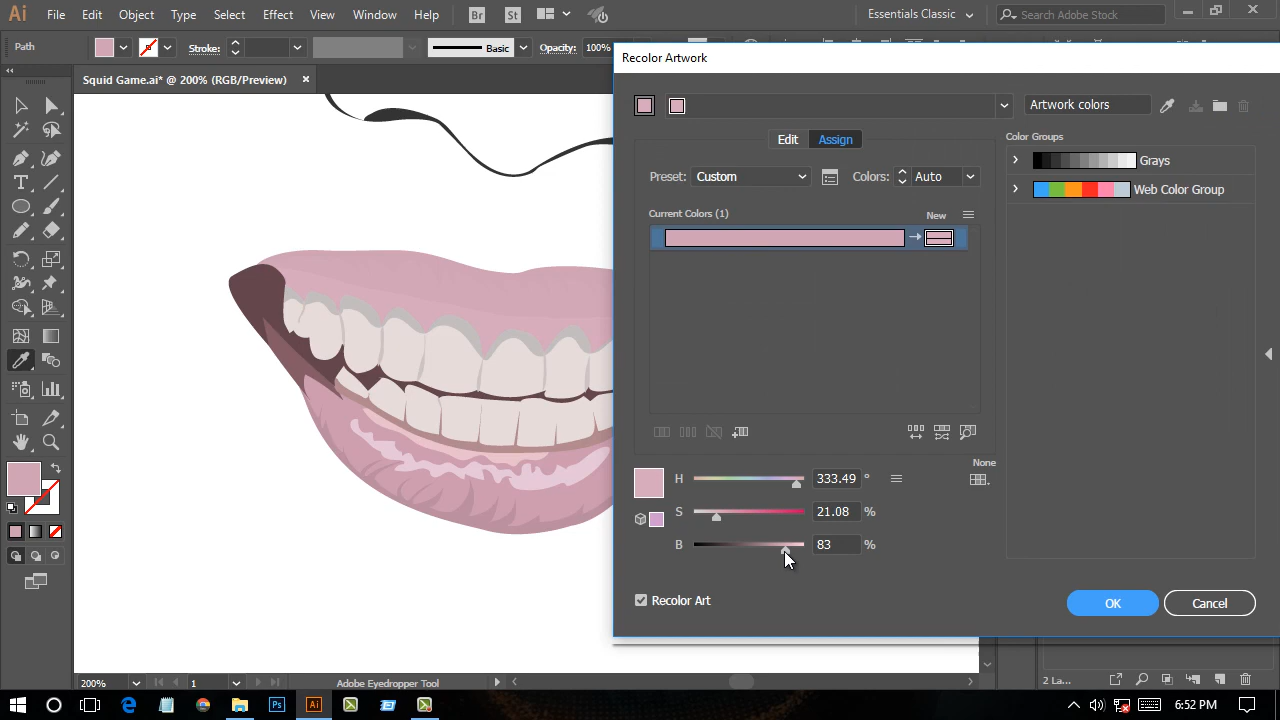 Ai File Edit Object Type Select Effect View Window Help Br St Essentials Classic Search Adobe Stock
Path Stroke: Basic Opacity: 100%
Recolor Artwork
Squid Game.ai* @ 200% (RGB/Preview) ×
Artwork colors
Edit Assign
Color Groups
Preset: Custom Colors: Auto
Grays
Web Color Group
Current Colors (1) New
None
H 333.49 °
S 21.08 %
B 83 %
Recolor Art
OK Cancel
200% 1 Adobe Eyedropper Tool
2 La...
Ps Ai 6:52 PM